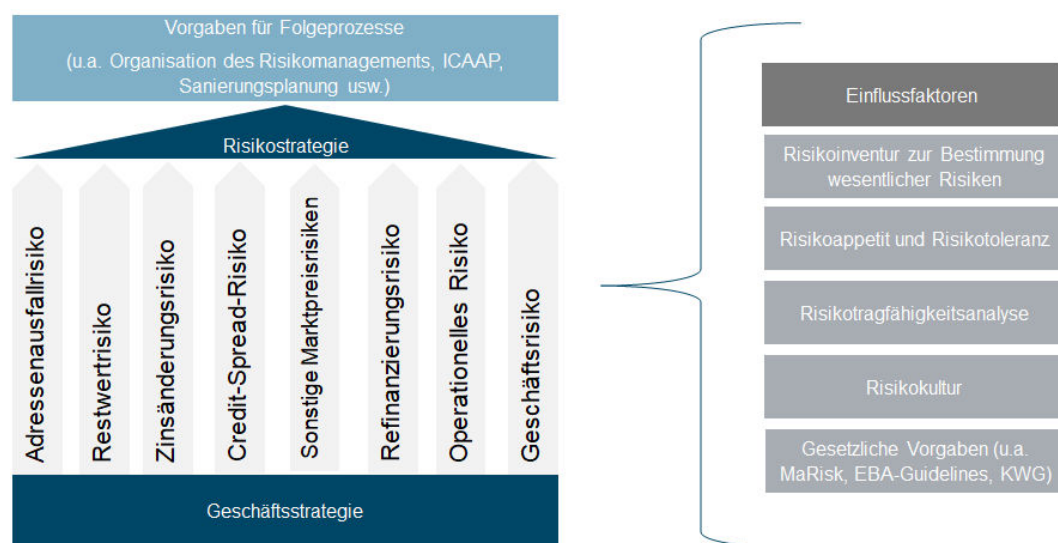 Vorgaben für Folgeprozesse
(u.a. Organisation des Risikomanagements, ICAAP,
Sanierungsplanung usw.)
Risikostrategie
Adressenausfallrisiko
Restwertrisiko
Zinsänderungsrisiko
Credit-Spread-Risiko
Sonstige Marktpreisrisiken
Refinanzierungsrisiko
Operationelles Risiko
Geschäftsrisiko
Geschäftsstrategie
Einflussfaktoren
Risikoinventur zur Bestimmung
wesentlicher Risiken
Risikoappetit und Risikotoleranz
Risikotragfähigkeitsanalyse
Risikokultur
Gesetzliche Vorgaben (u.a.
MaRisk, EBA-Guidelines, KWG)